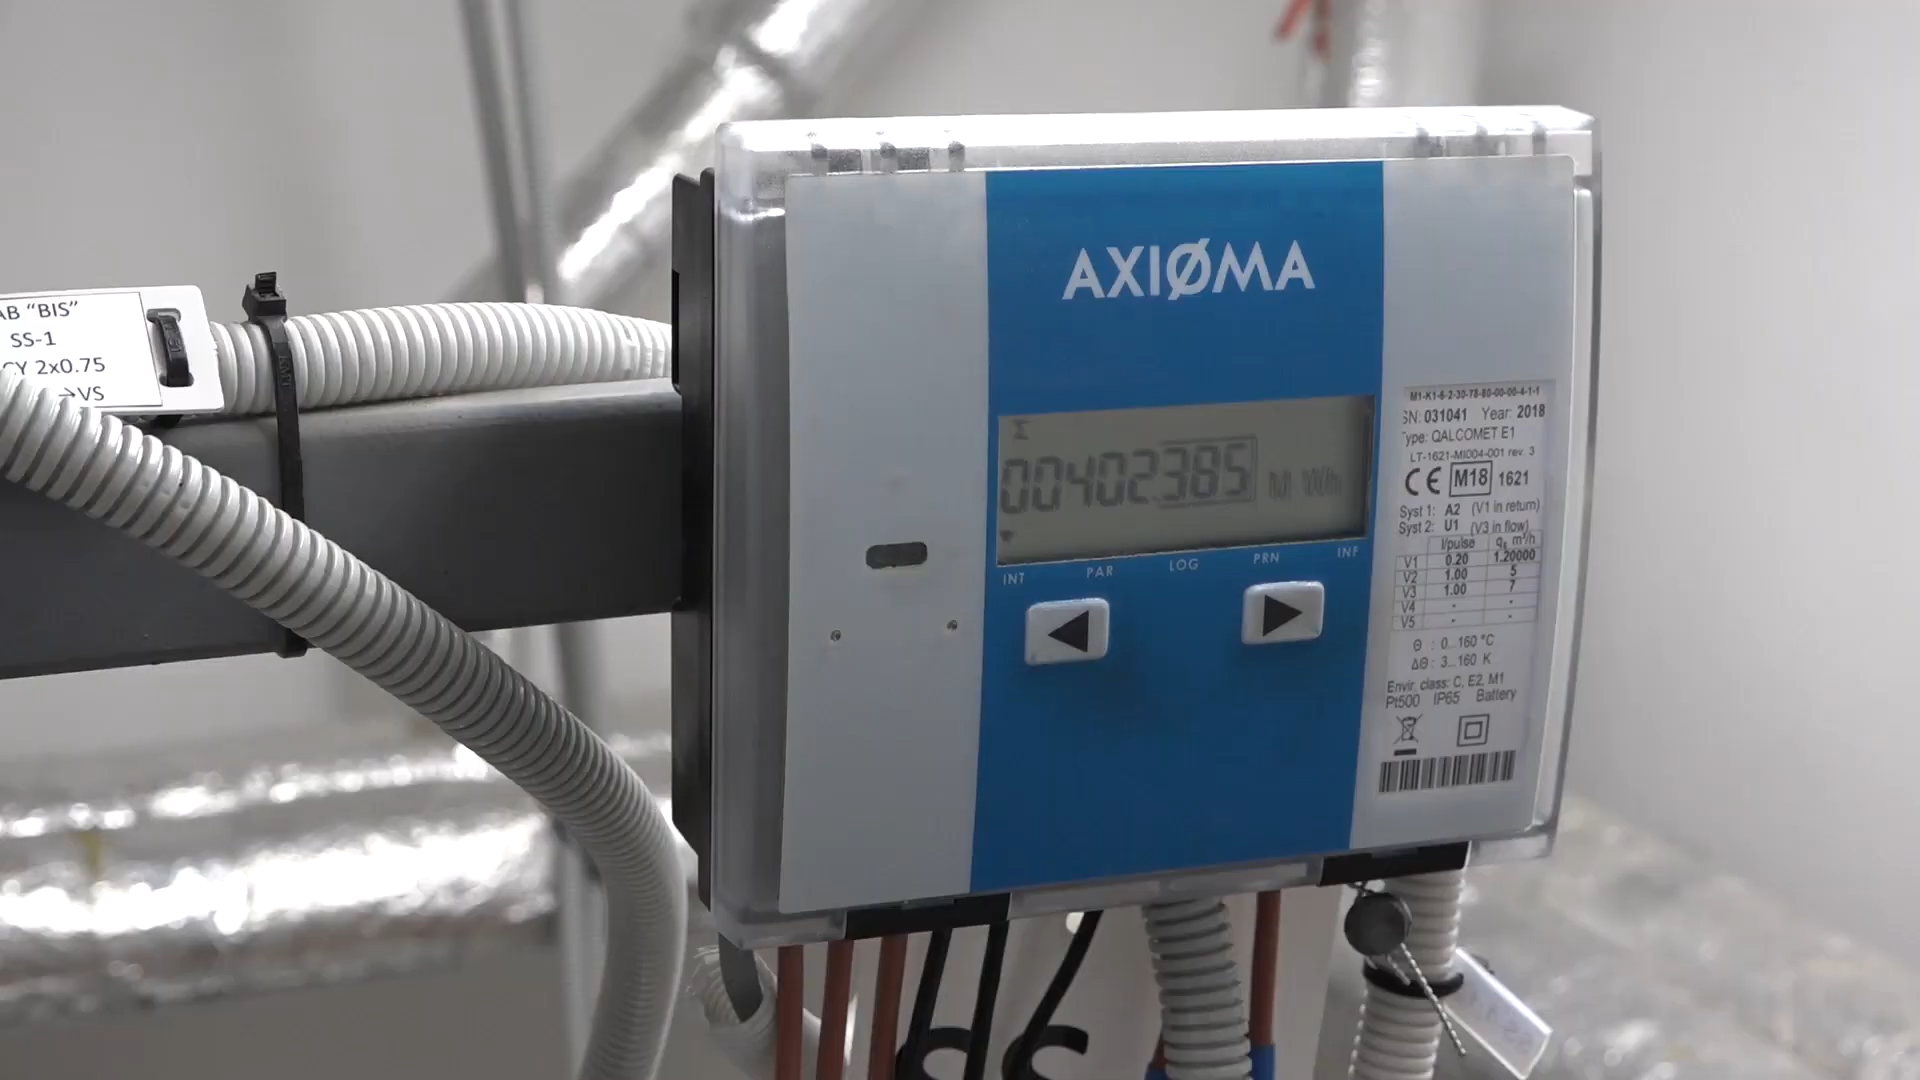 AB “BIS”
SS-1
CY 2x0.75
→VS
AXIØMA
Σ
00402385 M Wh
INT PAR LOG PRN INF
M1-K1-6-2-30-78-80-00-00-4-1-1
SN: 031041 Year: 2018
Type: QALCOMET E1
LT-1621-MI004-001 rev. 3
CE M18 1621
Syst 1: A2 (V1 in return)
Syst 2: U1 (V3 in flow)
l/pulse qs m³/h
V1 0.20 1.20000
V2 1.00 5
V3 1.00 7
V4 - -
V5 - -
Θ : 0...160 °C
ΔΘ : 3...160 K
Envir. class: C, E2, M1
Pt500 IP65 Battery